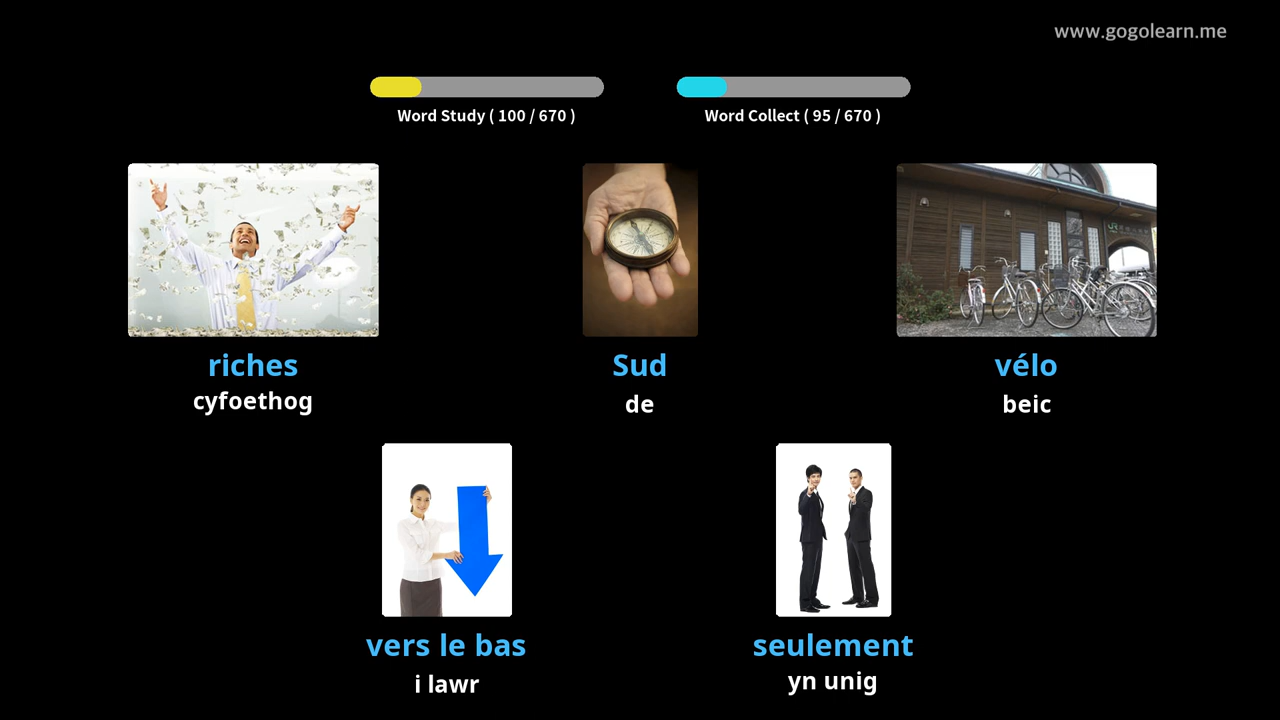 www.gogolearn.me
Word Study ( 100 / 670 )
Word Collect ( 95 / 670 )
riches
cyfoethog
Sud
de
vélo
beic
vers le bas
i lawr
seulement
yn unig